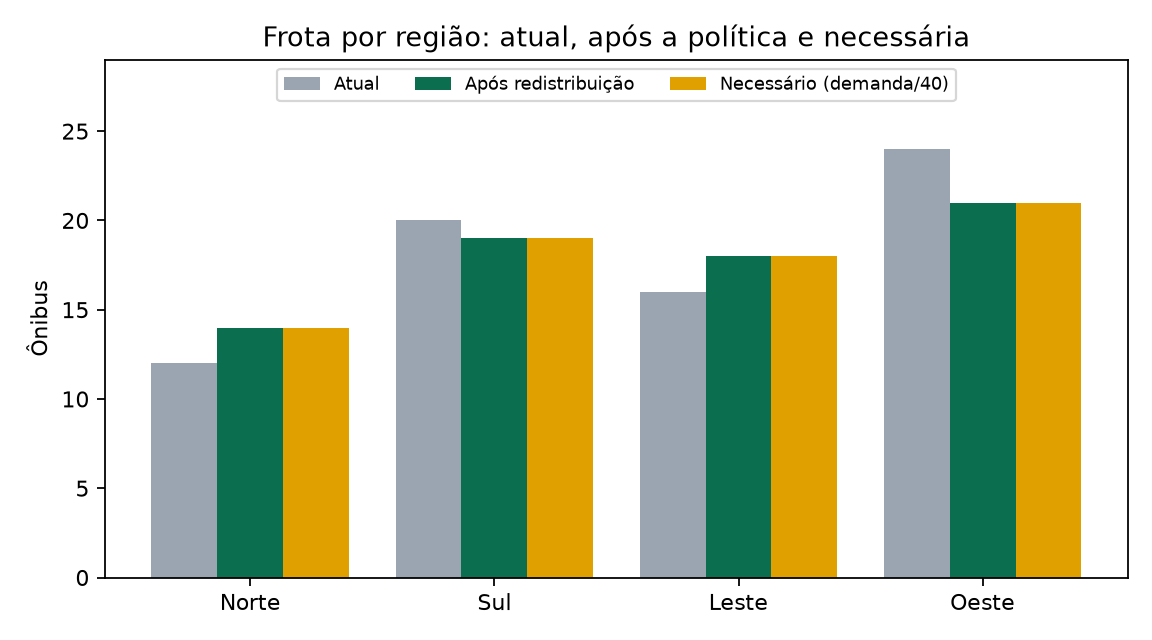 Frota por região: atual, após a política e necessária
Atual Após redistribuição Necessário (demanda/40)
Ônibus
25
20
15
10
5
0
Norte Sul Leste Oeste